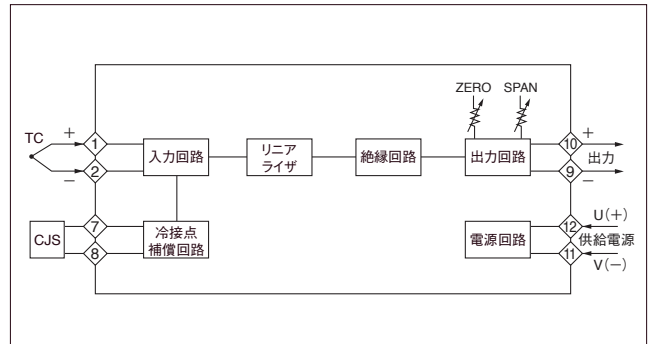 ZERO SPAN
TC
+
1
2
−
入力回路
リニア
ライザ
絶縁回路
出力回路
10
9
+
出力
−
CJS
7
8
冷接点
補償回路
電源回路
12
11
U(+)
供給電源
V(−)